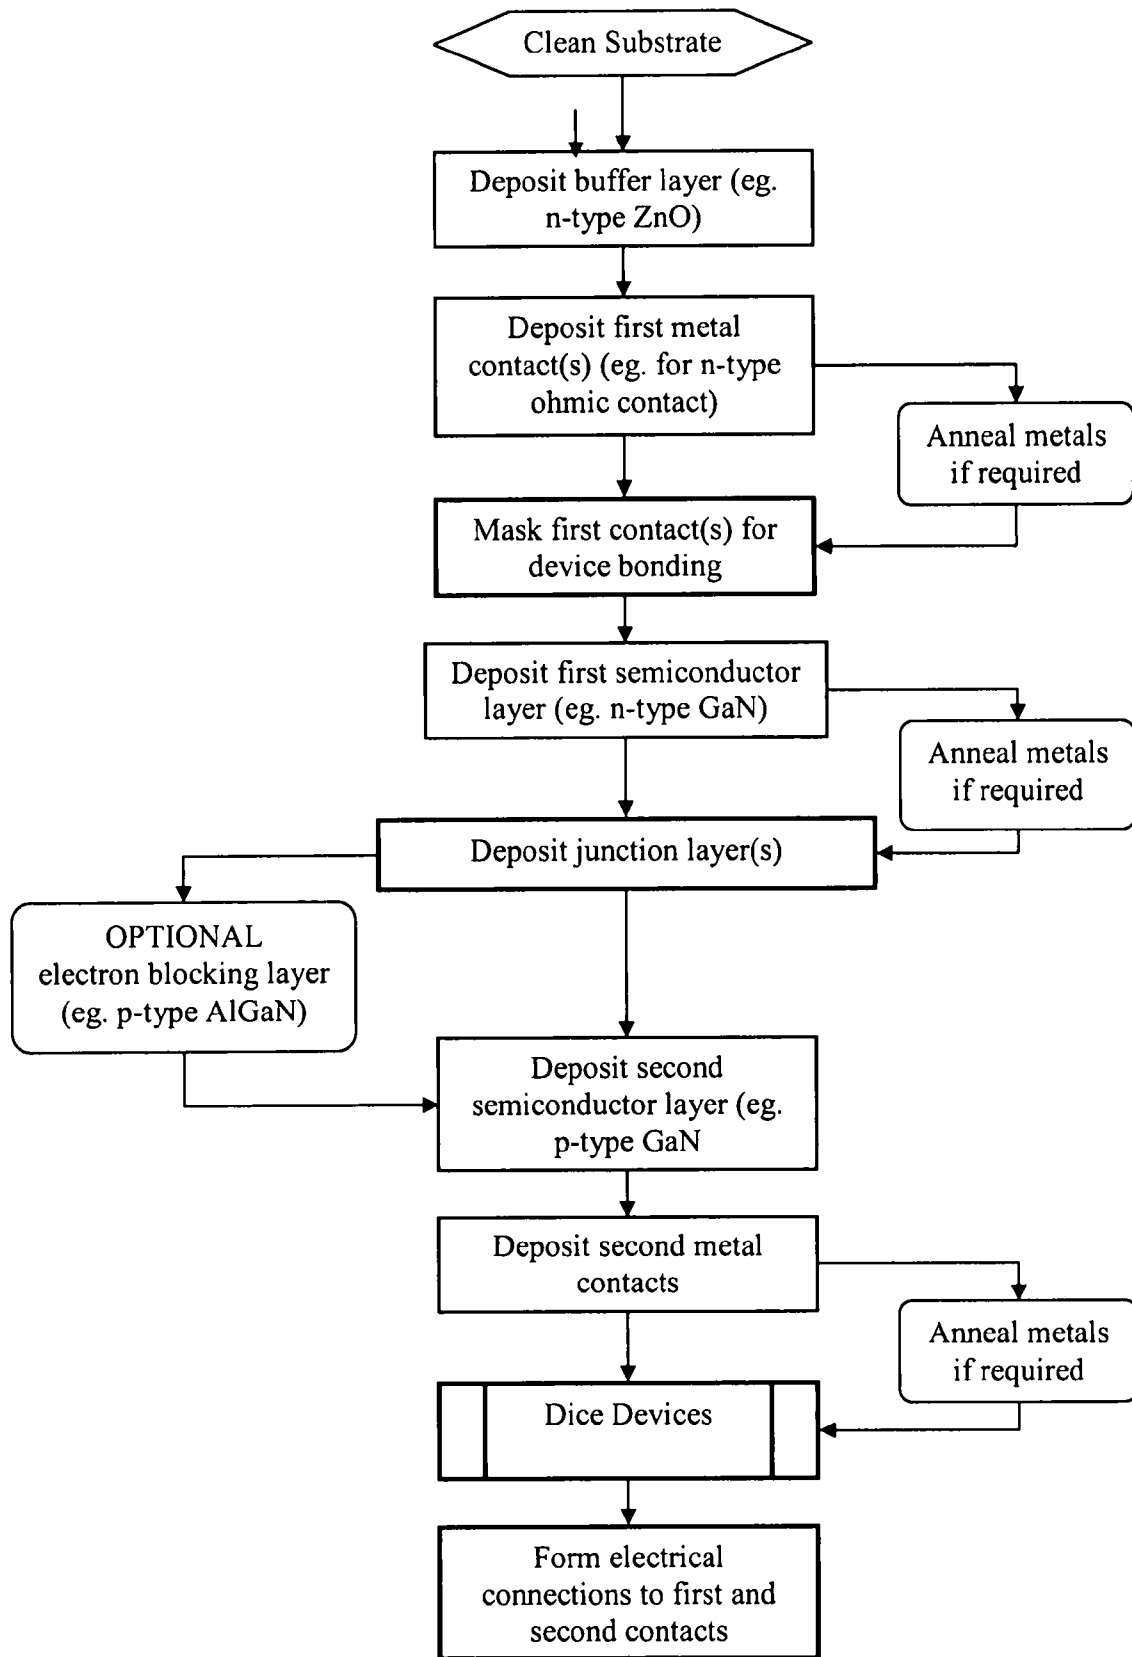 Clean Substrate
Deposit buffer layer (eg.
n-type ZnO)
Deposit first metal
contact(s) (eg. for n-type
ohmic contact)
Anneal metals
if required
Mask first contact(s) for
device bonding
Deposit first semiconductor
layer (eg. n-type GaN)
Anneal metals
if required
Deposit junction layer(s)
OPTIONAL
electron blocking layer
(eg. p-type AlGaN)
Deposit second
semiconductor layer (eg.
p-type GaN
Deposit second metal
contacts
Anneal metals
if required
Dice Devices
Form electrical
connections to first and
second contacts